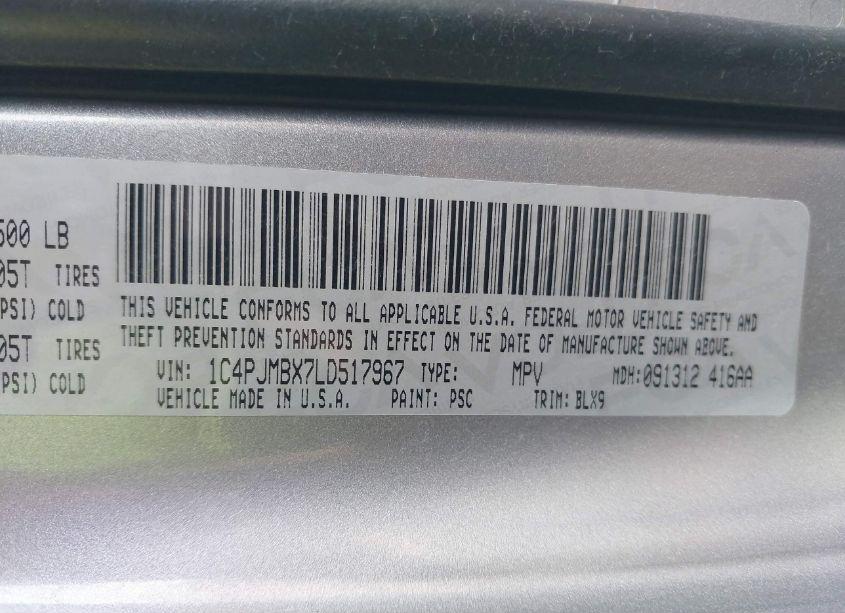 500 LB
05T TIRES
PSI) COLD
05T TIRES
PSI) COLD
THIS VEHICLE CONFORMS TO ALL APPLICABLE U.S.A. FEDERAL MOTOR VEHICLE SAFETY AND
THEFT PREVENTION STANDARDS IN EFFECT ON THE DATE OF MANUFACTURE SHOWN ABOVE.
VIN: 1C4PJMBX7LD517967 TYPE: MPV MDH:091312 416AA
VEHICLE MADE IN U.S.A. PAINT: PSC TRIM: BLX9